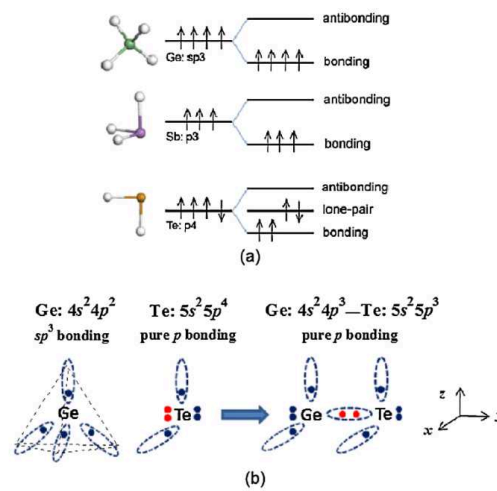 antibonding
Ge: sp3
bonding
antibonding
Sb: p3
bonding
antibonding
lone-pair
Te: p4
bonding
(a)
Ge: 4s²4p² Te: 5s²5p⁴ Ge: 4s²4p³—Te: 5s²5p³
sp³ bonding pure p bonding pure p bonding
Ge Te Ge Te
z
x
(b)